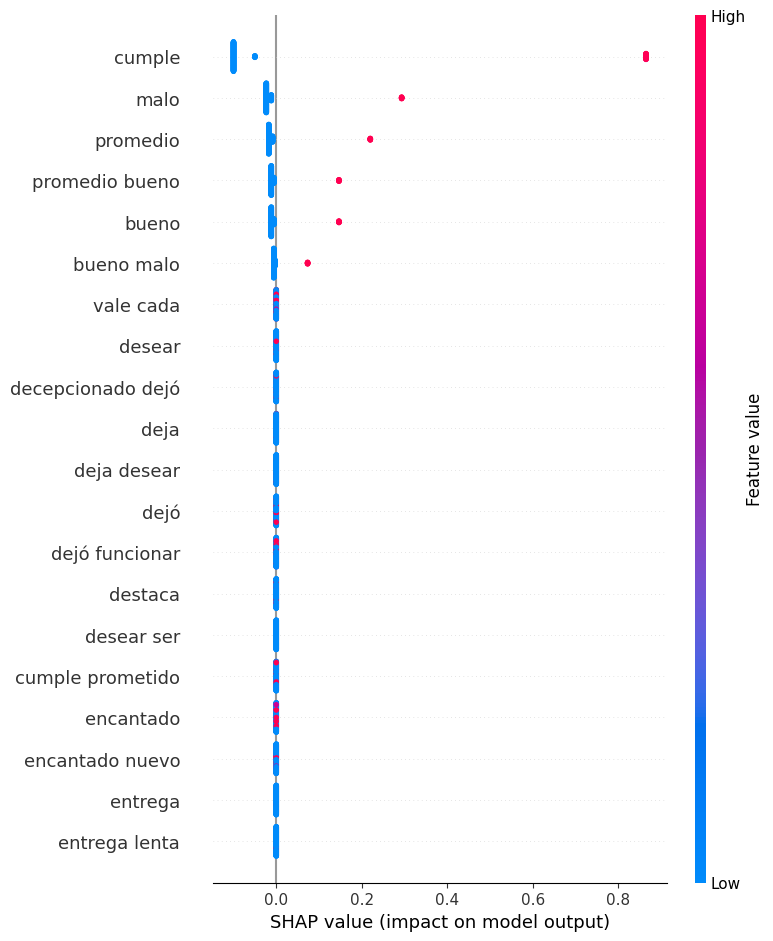 High
cumple
malo
promedio
promedio bueno
bueno
bueno malo
vale cada
desear
decepcionado dejó
deja
deja desear
dejó
dejó funcionar
destaca
desear ser
cumple prometido
encantado
encantado nuevo
entrega
entrega lenta
Feature value
Low
0.0 0.2 0.4 0.6 0.8
SHAP value (impact on model output)